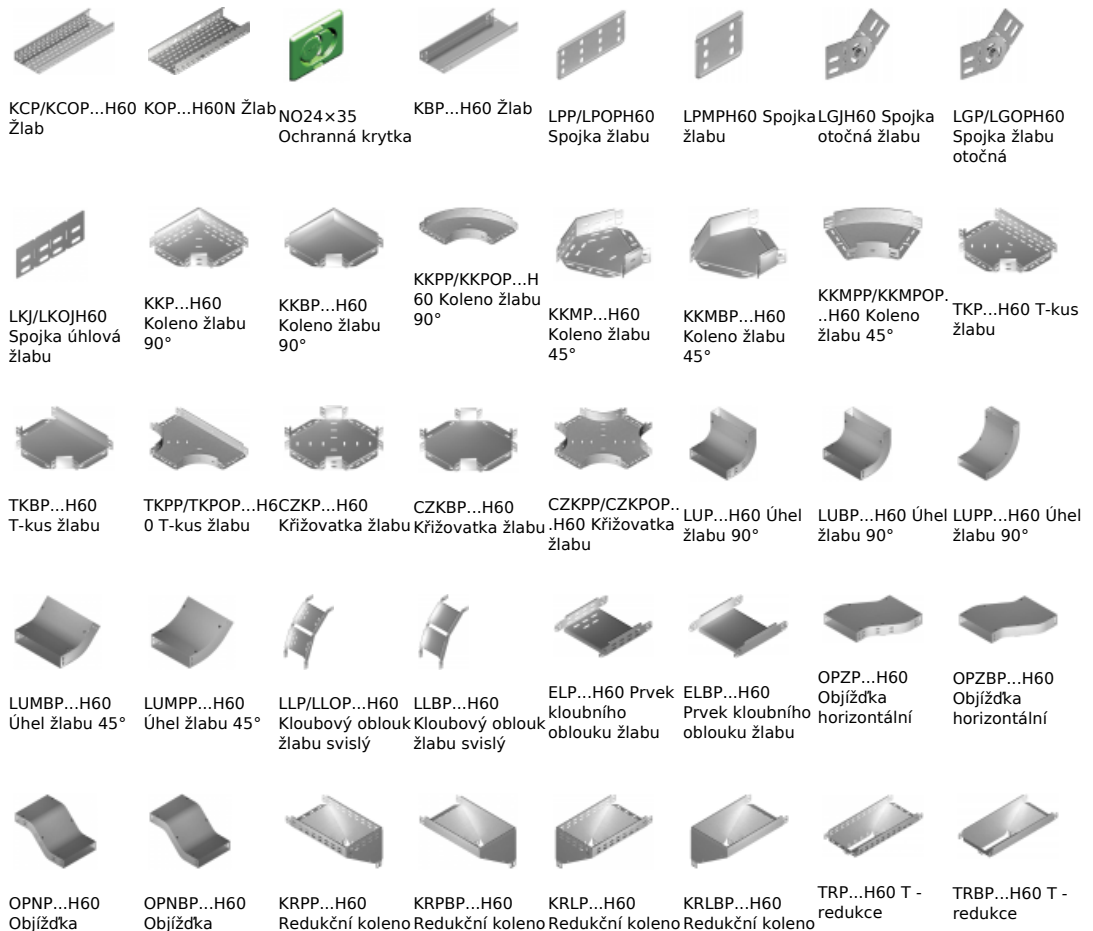 KCP/KCOP...H60
Žlab
KOP...H60N Žlab
NO24×35
Ochranná krytka
KBP...H60 Žlab
LPP/LPOPH60
Spojka žlabu
LPMPH60 Spojka
žlabu
LGJH60 Spojka
otočná žlabu
LGP/LGOPH60
Spojka žlabu
otočná
LKJ/LKOJH60
Spojka úhlová
žlabu
KKP...H60
Koleno žlabu
90°
KKBP...H60
Koleno žlabu
90°
KKPP/KKPOP...H
60 Koleno žlabu
90°
KKMP...H60
Koleno žlabu
45°
KKMBP...H60
Koleno žlabu
45°
KKMPP/KKMPOP.
..H60 Koleno
žlabu 45°
TKP...H60 T-kus
žlabu
TKBP...H60
T-kus žlabu
TKPP/TKPOP...H6
0 T-kus žlabu
CZKP...H60
Křižovatka žlabu
CZKBP...H60
Křižovatka žlabu
CZKPP/CZKPOP..
.H60 Křižovatka
žlabu
LUP...H60 Úhel
žlabu 90°
LUBP...H60 Úhel
žlabu 90°
LUPP...H60 Úhel
žlabu 90°
LUMBP...H60
Úhel žlabu 45°
LUMPP...H60
Úhel žlabu 45°
LLP/LLOP...H60
Kloubový oblouk
žlabu svislý
LLBP...H60
Kloubový oblouk
žlabu svislý
ELP...H60 Prvek
kloubního
oblouku žlabu
ELBP...H60
Prvek kloubního
oblouku žlabu
OPZP...H60
Objížďka
horizontální
OPZBP...H60
Objížďka
horizontální
OPNP...H60
Objížďka
OPNBP...H60
Objížďka
KRPP...H60
Redukční koleno
KRPBP...H60
Redukční koleno
KRLP...H60
Redukční koleno
KRLBP...H60
Redukční koleno
TRP...H60 T -
redukce
TRBP...H60 T -
redukce